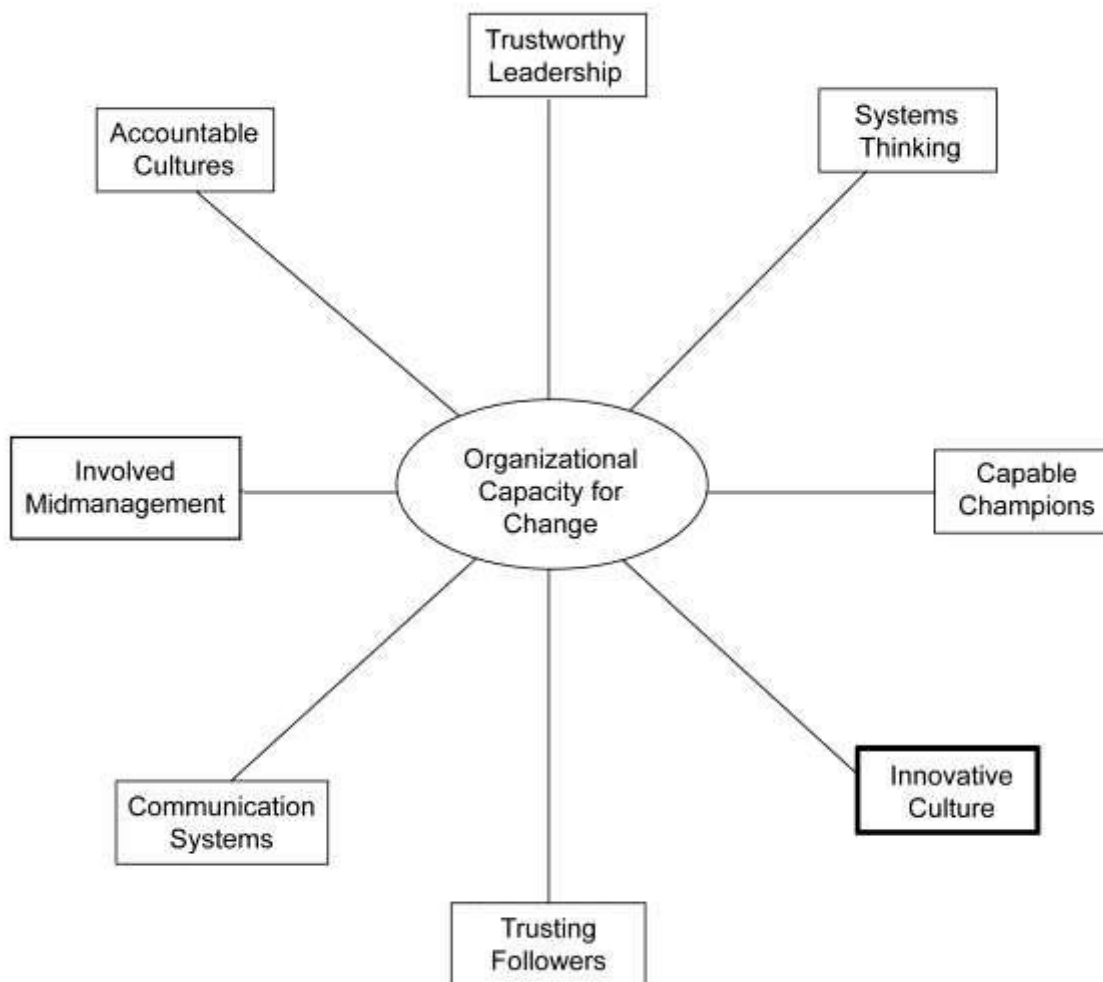 Trustworthy
Leadership
Systems
Thinking
Accountable
Cultures
Organizational
Capacity for
Change
Involved
Midmanagement
Capable
Champions
Innovative
Culture
Communication
Systems
Trusting
Followers